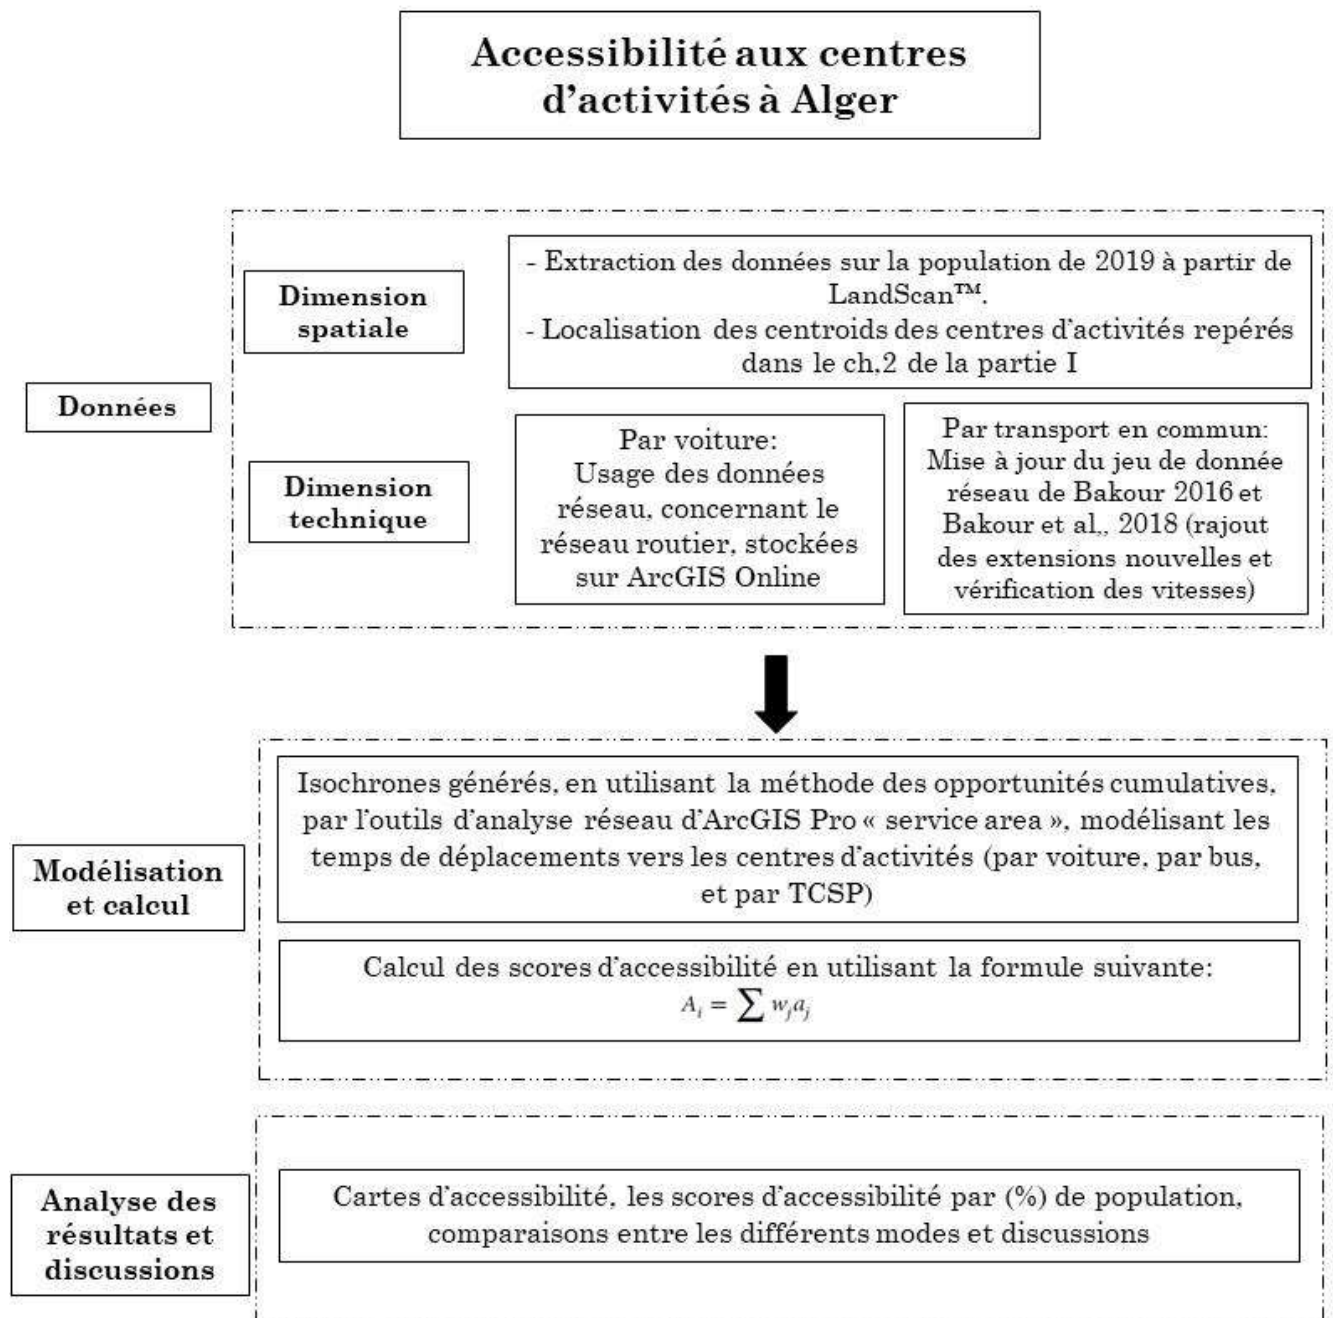 Accessibilité aux centres
d'activités à Alger
Données
Dimension
spatiale
- Extraction des données sur la population de 2019 à partir de
LandScan™.
- Localisation des centroids des centres d'activités repérés
dans le ch.2 de la partie I
Dimension
technique
Par voiture:
Usage des données
réseau, concernant le
réseau routier, stockées
sur ArcGIS Online
Par transport en commun:
Mise à jour du jeu de donnée
réseau de Bakour 2016 et
Bakour et al,, 2018 (rajout
des extensions nouvelles et
vérification des vitesses)
Modélisation
et calcul
Isochrones générés, en utilisant la méthode des opportunités cumulatives,
par l'outils d'analyse réseau d'ArcGIS Pro « service area », modélisant les
temps de déplacements vers les centres d'activités (par voiture, par bus,
et par TCSP)
Calcul des scores d'accessibilité en utilisant la formule suivante:
A_i = ∑ w_j a_j
Analyse des
résultats et
discussions
Cartes d'accessibilité, les scores d'accessibilité par (%) de population,
comparaisons entre les différents modes et discussions